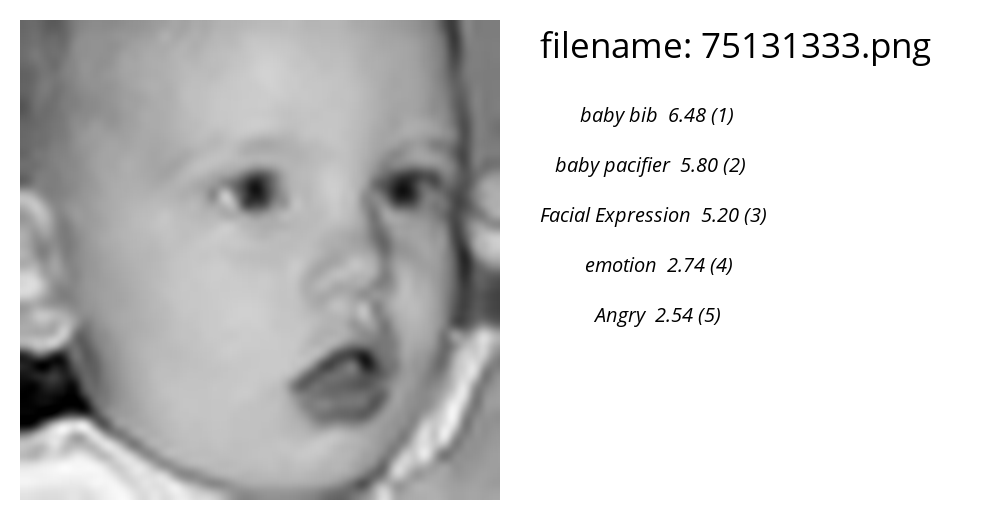 filename: 75131333.png
baby bib 6.48 (1)
baby pacifier 5.80 (2)
Facial Expression 5.20 (3)
emotion 2.74 (4)
Angry 2.54 (5)